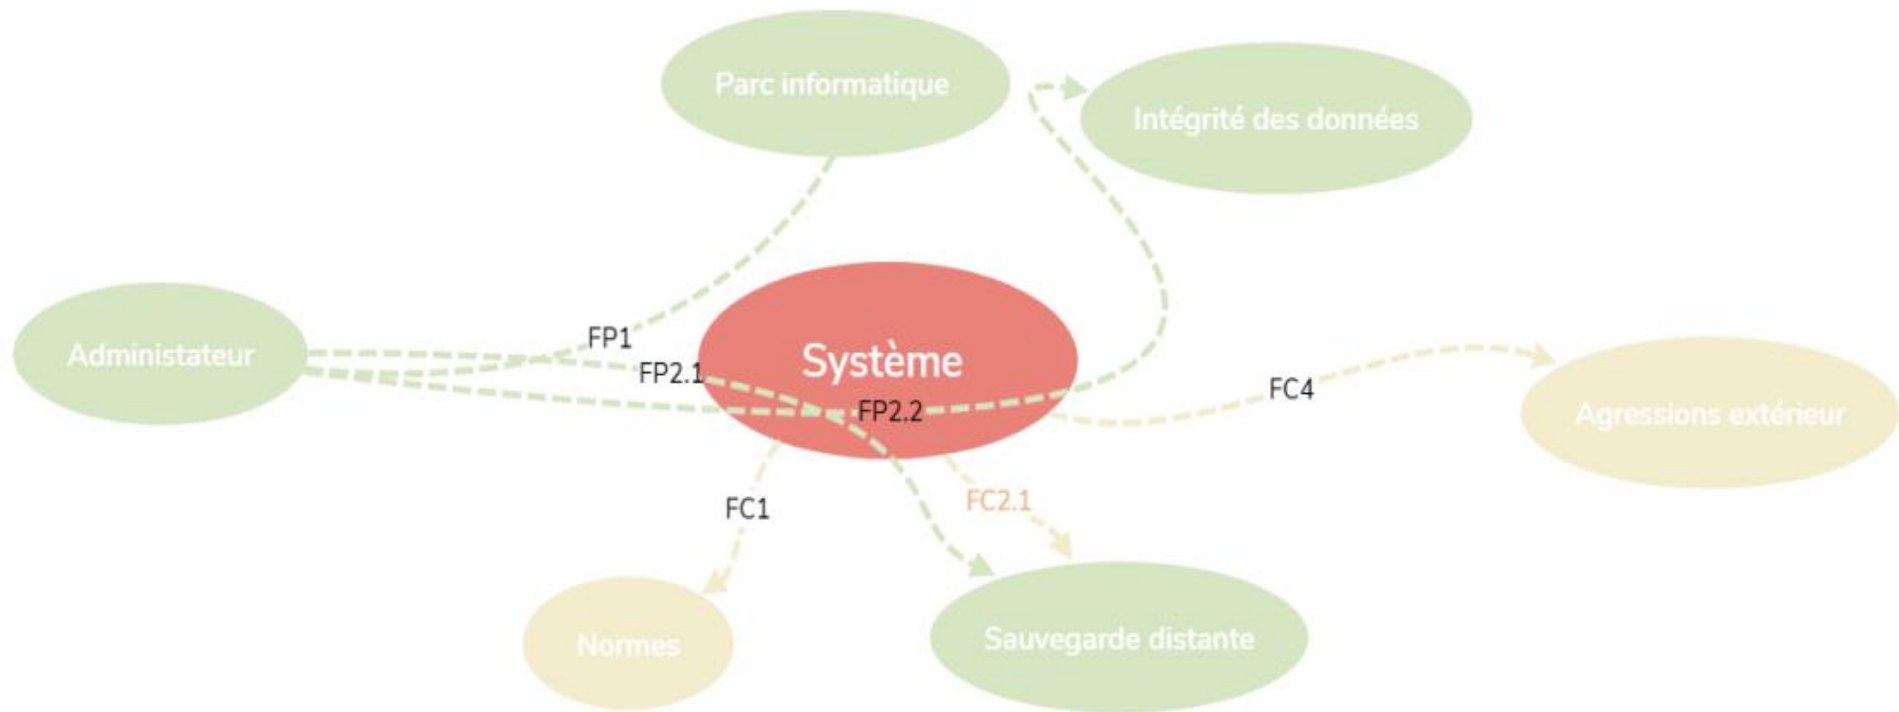 Parc informatique
Intégrité des données
Administateur
FP1
FP2.1
Système
FP2.2
FC4
Agressions extérieur
FC1
FC2.1
Normes
Sauvegarde distante